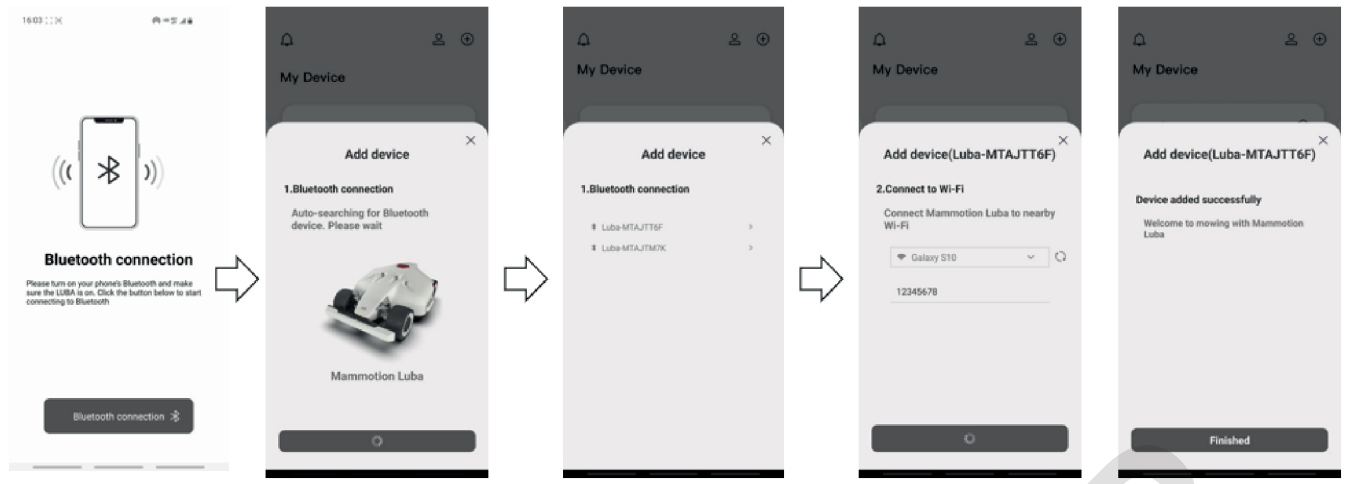 16:03
Bluetooth connection
Please turn on your phone's Bluetooth and make
sure the LUBA is on. Click the button below to start
connecting to Bluetooth
Bluetooth connection
My Device
Add device
1.Bluetooth connection
Auto-searching for Bluetooth
device. Please wait
Mammotion Luba
My Device
Add device
1.Bluetooth connection
Luba-MTAJTT6F
Luba-MTAJTM7K
My Device
Add device(Luba-MTAJTT6F)
2.Connect to Wi-Fi
Connect Mammotion Luba to nearby
Wi-Fi
Galaxy S10
12345678
My Device
Add device(Luba-MTAJTT6F)
Device added successfully
Welcome to mowing with Mammotion
Luba
Finished